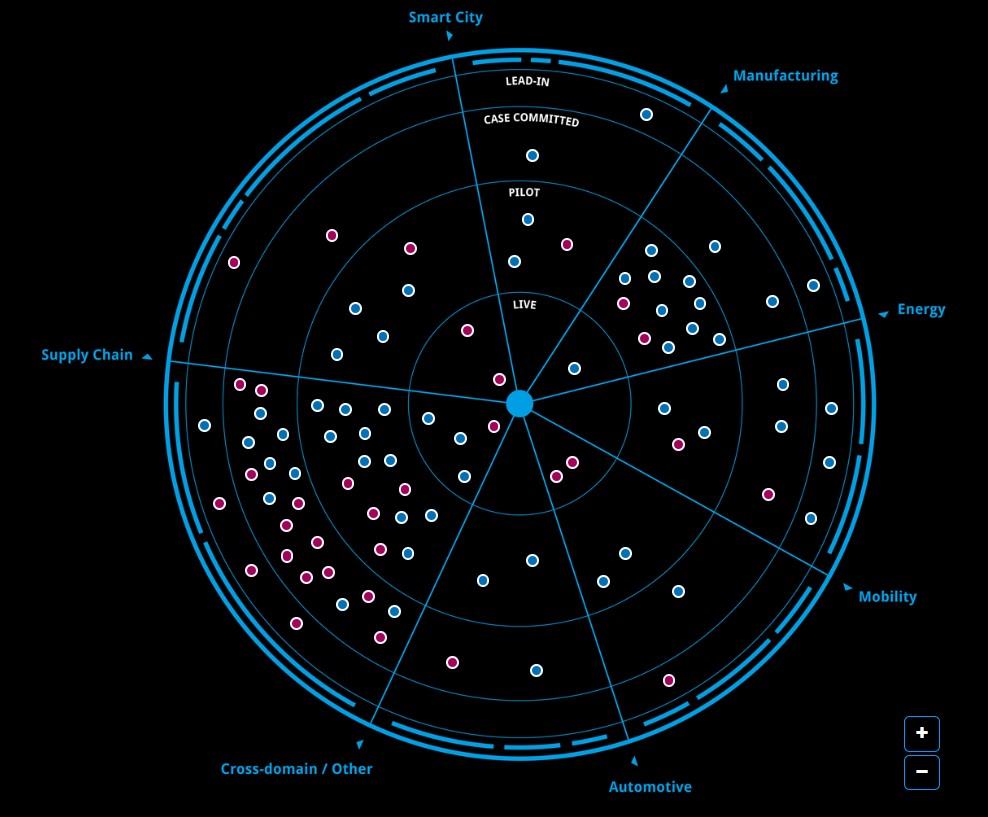 Smart City
Manufacturing
LEAD-IN
CASE COMMITTED
PILOT
LIVE
Energy
Supply Chain
Mobility
Cross-domain / Other
Automotive
+
−